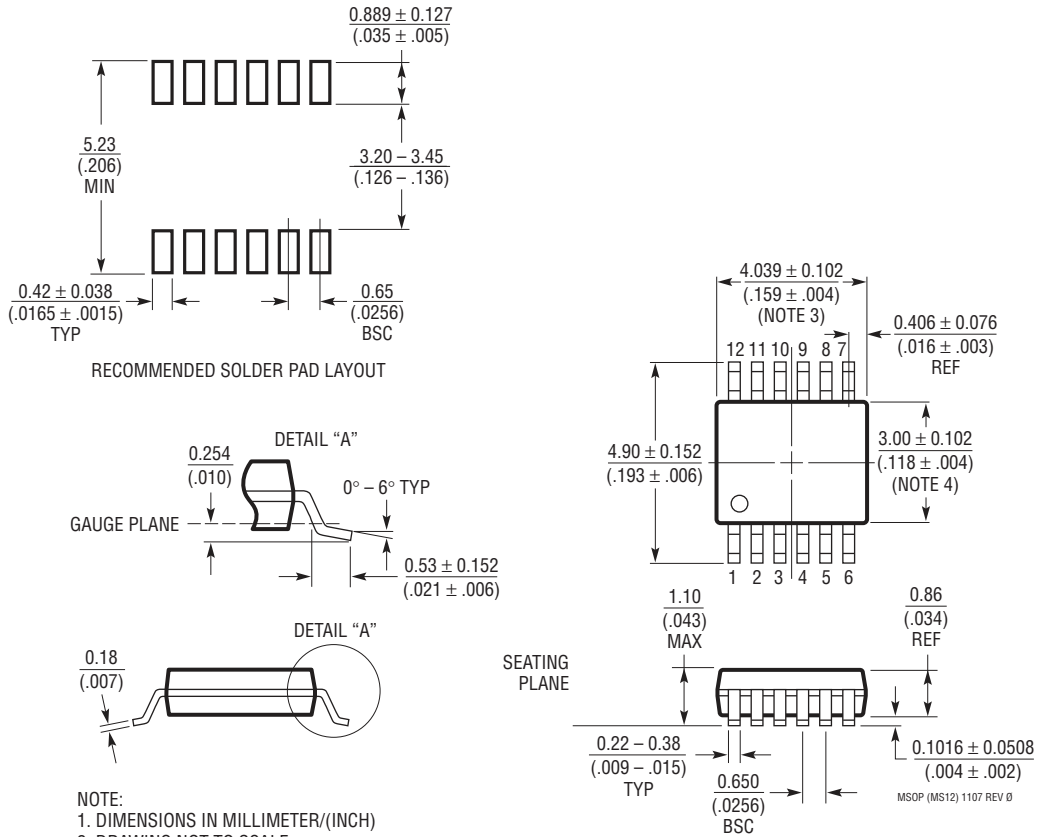 0.889 ± 0.127
(.035 ± .005)
5.23
(.206)
MIN
3.20 – 3.45
(.126 – .136)
0.42 ± 0.038
(.0165 ± .0015)
TYP
0.65
(.0256)
BSC
RECOMMENDED SOLDER PAD LAYOUT
4.039 ± 0.102
(.159 ± .004)
(NOTE 3)
0.406 ± 0.076
(.016 ± .003)
REF
12 11 10 9 8 7
4.90 ± 0.152
(.193 ± .006)
3.00 ± 0.102
(.118 ± .004)
(NOTE 4)
1 2 3 4 5 6
DETAIL “A”
0.254
(.010)
0° – 6° TYP
GAUGE PLANE
0.53 ± 0.152
(.021 ± .006)
DETAIL “A”
0.18
(.007)
SEATING
PLANE
1.10
(.043)
MAX
0.86
(.034)
REF
0.22 – 0.38
(.009 – .015)
TYP
0.650
(.0256)
BSC
0.1016 ± 0.0508
(.004 ± .002)
MSOP (MS12) 1107 REV Ø
NOTE:
1. DIMENSIONS IN MILLIMETER/(INCH)